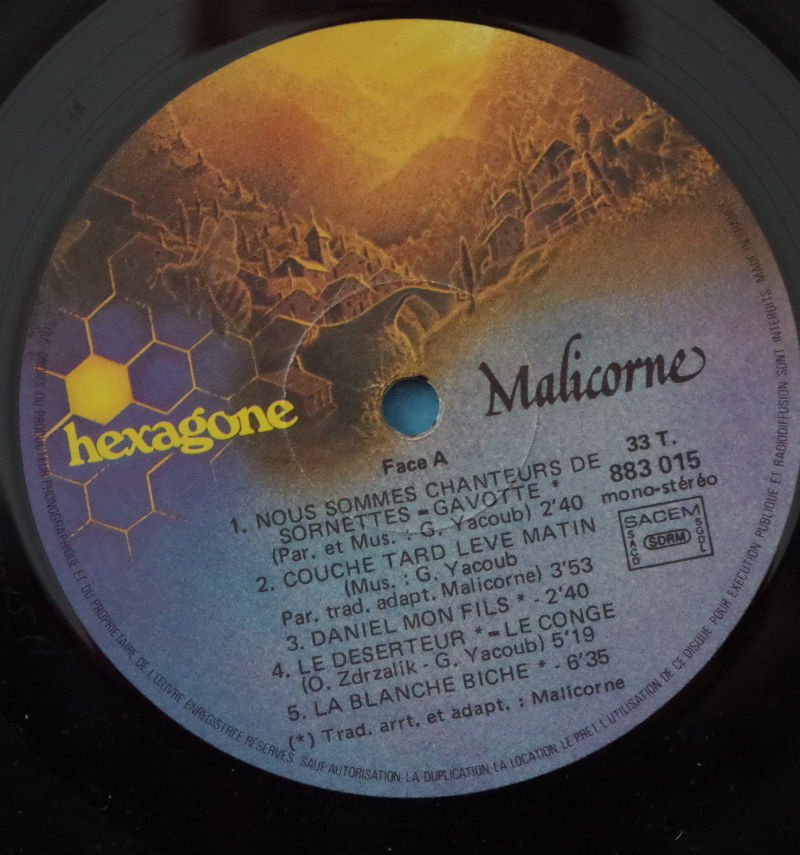 hexagone
Malicorne
Face A
33 T.
883 015
mono-stéréo
SACEM
SACD
SDRM
SGDL
1. NOUS SOMMES CHANTEURS DE
SORNETTES - GAVOTTE *
(Par. et Mus. : G. Yacoub) 2'40
2. COUCHE TARD LEVE MATIN
(Mus. : G. Yacoub
Par. trad. adapt. Malicorne) 3'53
3. DANIEL MON FILS * - 2'40
4. LE DESERTEUR * - LE CONGE
(O. Zdrzalik - G. Yacoub) 5'19
5. LA BLANCHE BICHE * - 6'35
(*) Trad. arrt. et adapt. : Malicorne
DU PRODUCTEUR PHONOGRAPHIQUE ET DU PROPRIETAIRE DE L'ŒUVRE ENREGISTREE RESERVES. SAUF AUTORISATION LA DUPLICATION, LA LOCATION, LE PRET, L'UTILISATION DE CE DISQUE POUR EXECUTION PUBLIQUE ET RADIODIFFUSION SONT INTERDITS. MADE IN FRANCE